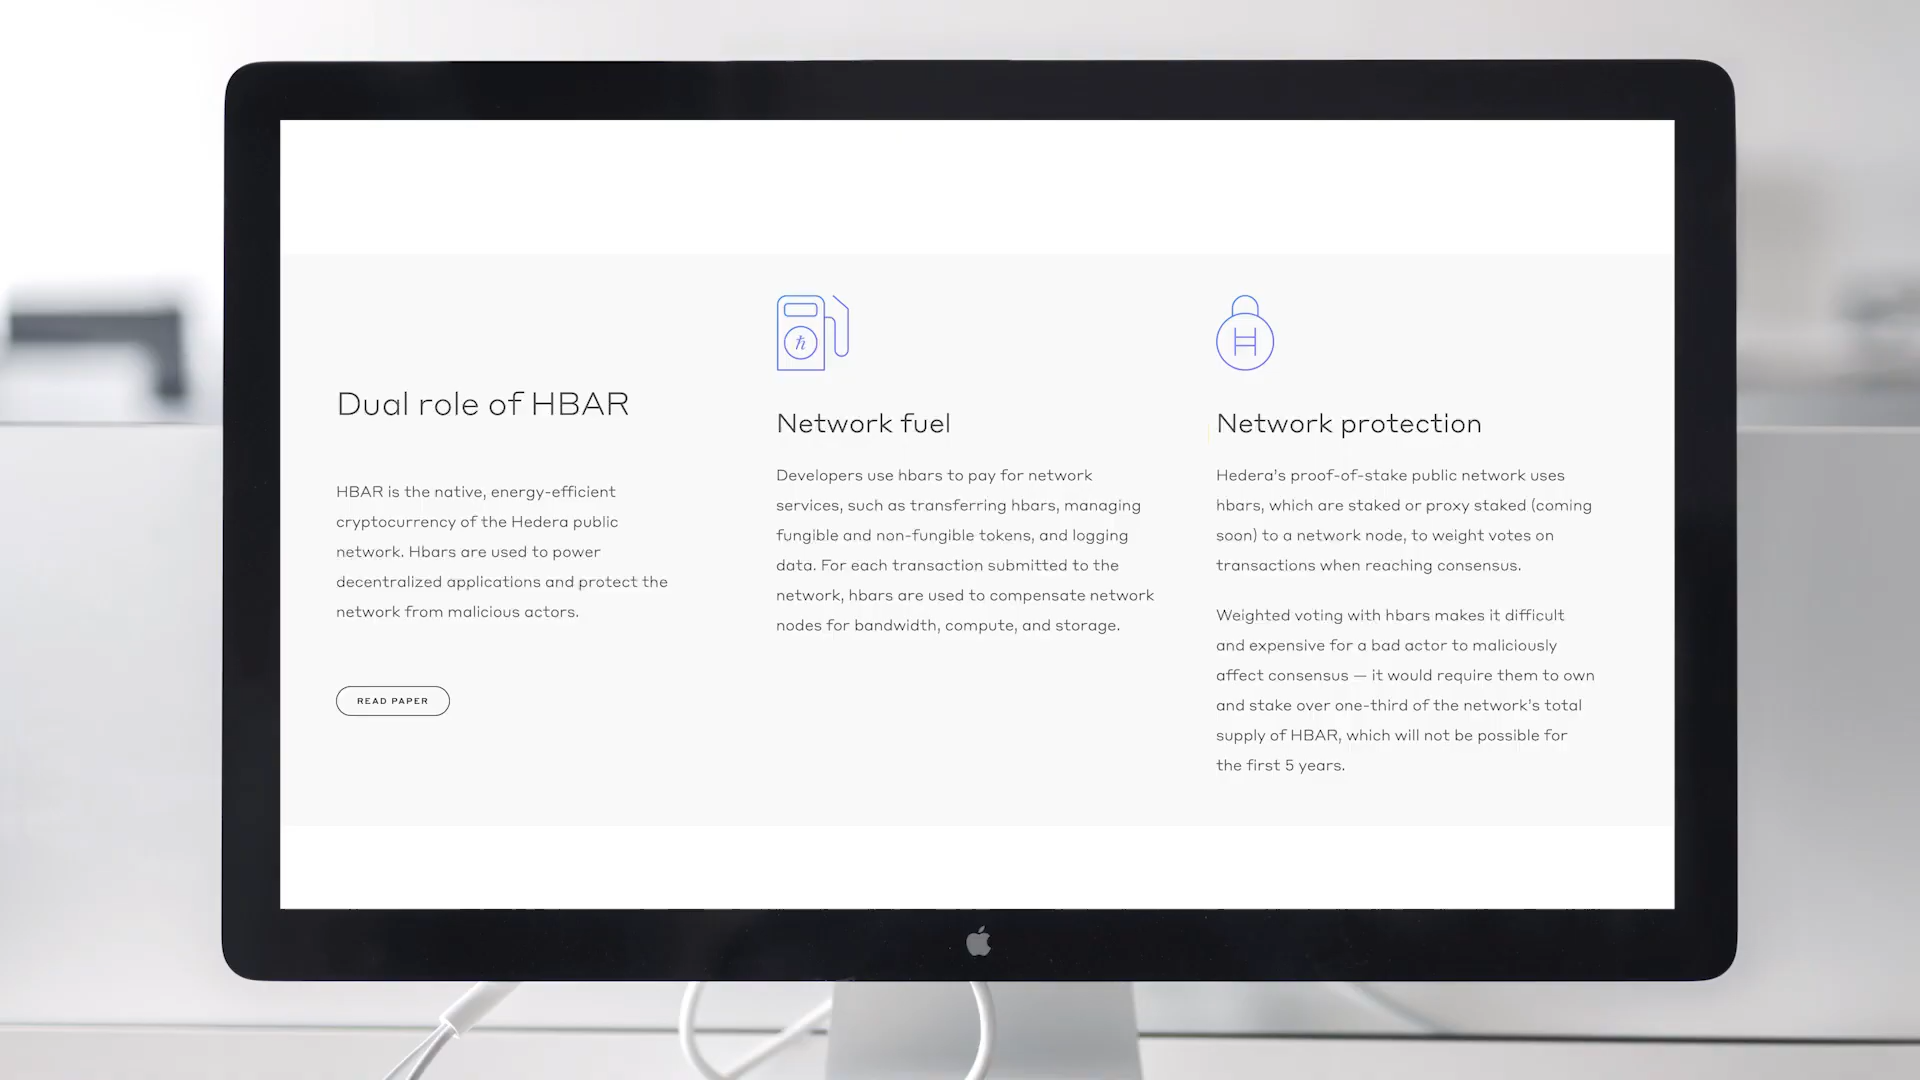 Dual role of HBAR
HBAR is the native, energy-efficient
cryptocurrency of the Hedera public
network. Hbars are used to power
decentralized applications and protect the
network from malicious actors.
READ PAPER
ħ
Network fuel
Developers use hbars to pay for network
services, such as transferring hbars, managing
fungible and non-fungible tokens, and logging
data. For each transaction submitted to the
network, hbars are used to compensate network
nodes for bandwidth, compute, and storage.
H
Network protection
Hedera’s proof-of-stake public network uses
hbars, which are staked or proxy staked (coming
soon) to a network node, to weight votes on
transactions when reaching consensus.
Weighted voting with hbars makes it difficult
and expensive for a bad actor to maliciously
affect consensus — it would require them to own
and stake over one-third of the network’s total
supply of HBAR, which will not be possible for
the first 5 years.